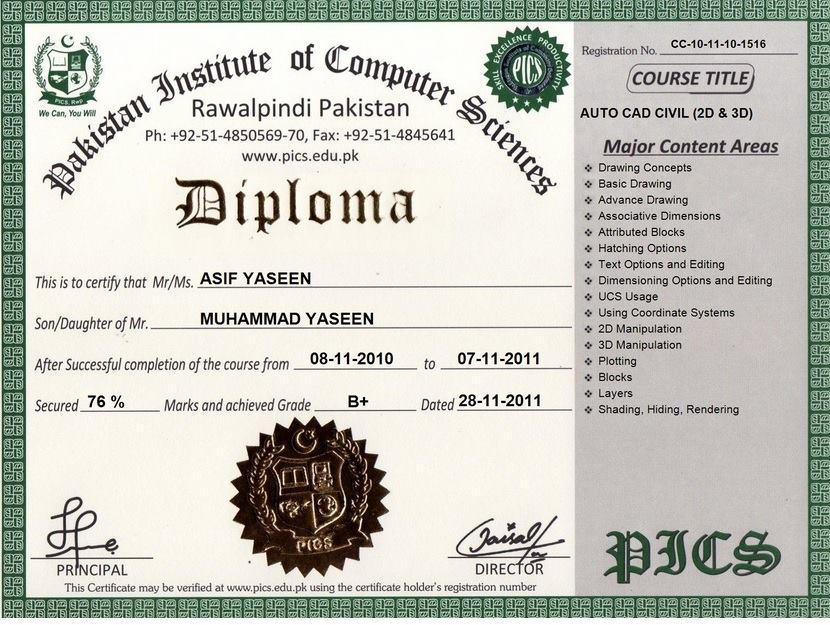 PICS, Rwp
We Can, You Will
Pakistan Institute of Computer Sciences
SKILL EXCELLENCE PRODUCTIVITY
PICS
Rawalpindi Pakistan
Ph: +92-51-4850569-70, Fax: +92-51-4845641
www.pics.edu.pk
Diploma
This is to certify that Mr/Ms. ASIF YASEEN
Son/Daughter of Mr. MUHAMMAD YASEEN
After Successful completion of the course from 08-11-2010 to 07-11-2011
Secured 76 % Marks and achieved Grade B+ Dated 28-11-2011
PICS
PRINCIPAL
Faisal
DIRECTOR
This Certificate may be verified at www.pics.edu.pk using the certificate holder's registration number
Registration No. CC-10-11-10-1516
COURSE TITLE
AUTO CAD CIVIL (2D & 3D)
Major Content Areas
❖ Drawing Concepts
❖ Basic Drawing
❖ Advance Drawing
❖ Associative Dimensions
❖ Attributed Blocks
❖ Hatching Options
❖ Text Options and Editing
❖ Dimensioning Options and Editing
❖ UCS Usage
❖ Using Coordinate Systems
❖ 2D Manipulation
❖ 3D Manipulation
❖ Plotting
❖ Blocks
❖ Layers
❖ Shading, Hiding, Rendering
PICS